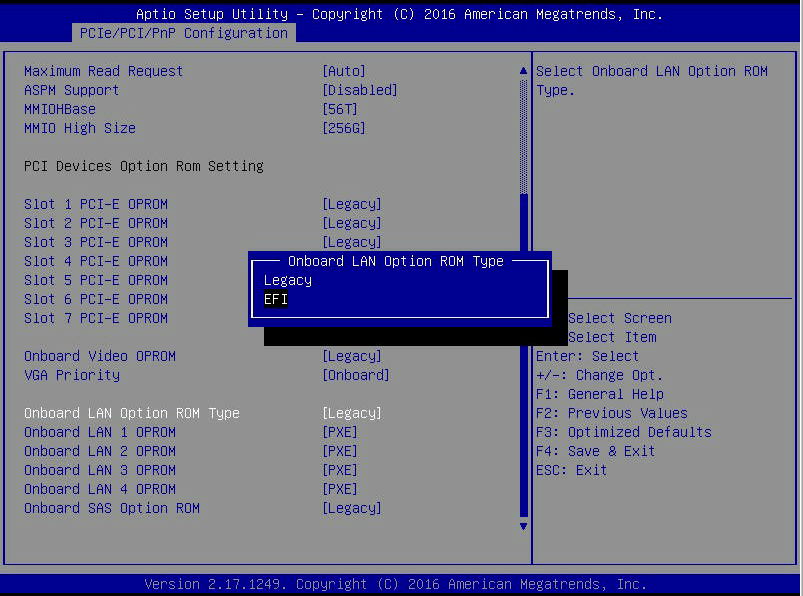 Aptio Setup Utility – Copyright (C) 2016 American Megatrends, Inc.
PCIe/PCI/PnP Configuration
Maximum Read Request [Auto]
ASPM Support [Disabled]
MMIOHBase [56T]
MMIO High Size [256G]
PCI Devices Option Rom Setting
Slot 1 PCI-E OPROM [Legacy]
Slot 2 PCI-E OPROM [Legacy]
Slot 3 PCI-E OPROM [Legacy]
Slot 4 PCI-E OPROM
Slot 5 PCI-E OPROM
Slot 6 PCI-E OPROM
Slot 7 PCI-E OPROM
Onboard Video OPROM [Legacy]
VGA Priority [Onboard]
Onboard LAN Option ROM Type [Legacy]
Onboard LAN 1 OPROM [PXE]
Onboard LAN 2 OPROM [PXE]
Onboard LAN 3 OPROM [PXE]
Onboard LAN 4 OPROM [PXE]
Onboard SAS Option ROM [Legacy]
Onboard LAN Option ROM Type
Legacy
EFI
Select Onboard LAN Option ROM
Type.
Select Screen
Select Item
Enter: Select
+/-: Change Opt.
F1: General Help
F2: Previous Values
F3: Optimized Defaults
F4: Save & Exit
ESC: Exit
Version 2.17.1249. Copyright (C) 2016 American Megatrends, Inc.